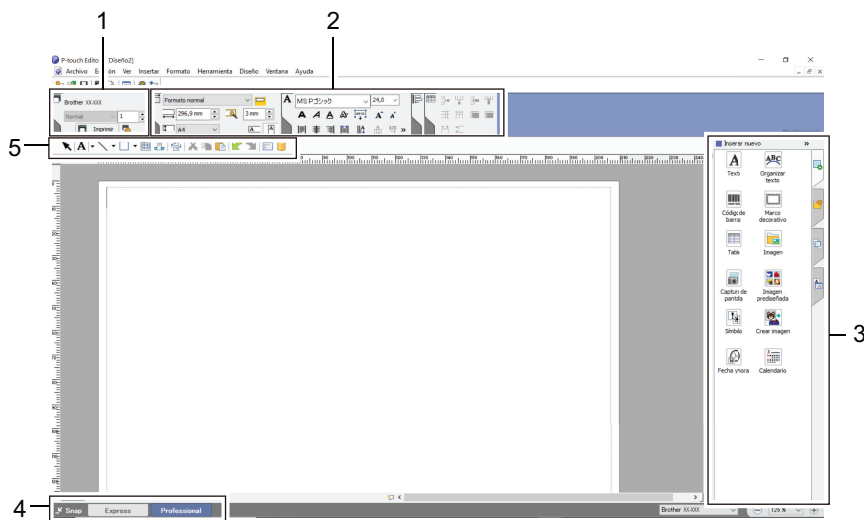 1
2
P-touch Edito
[Diseño2]
Archivo
Ver
Insertar
Formato
Herramienta
Diseño
Ventana
Ayuda
Brother XX-XXX
Normal
1
Imprimir
Formato normal
296,9 mm
3 mm
A4
MS Pゴシック
24,0
5
Insertar nuevo
Texto
Organizar
texto
Código de
barras
Marco
decorativo
Tabla
Imagen
Captura de
pantalla
Imagen
prediseñada
Símbolo
Crear imagen
Fecha y hora
Calendario
3
4
Snap
Express
Professional
Brother XX-XXX
125 %